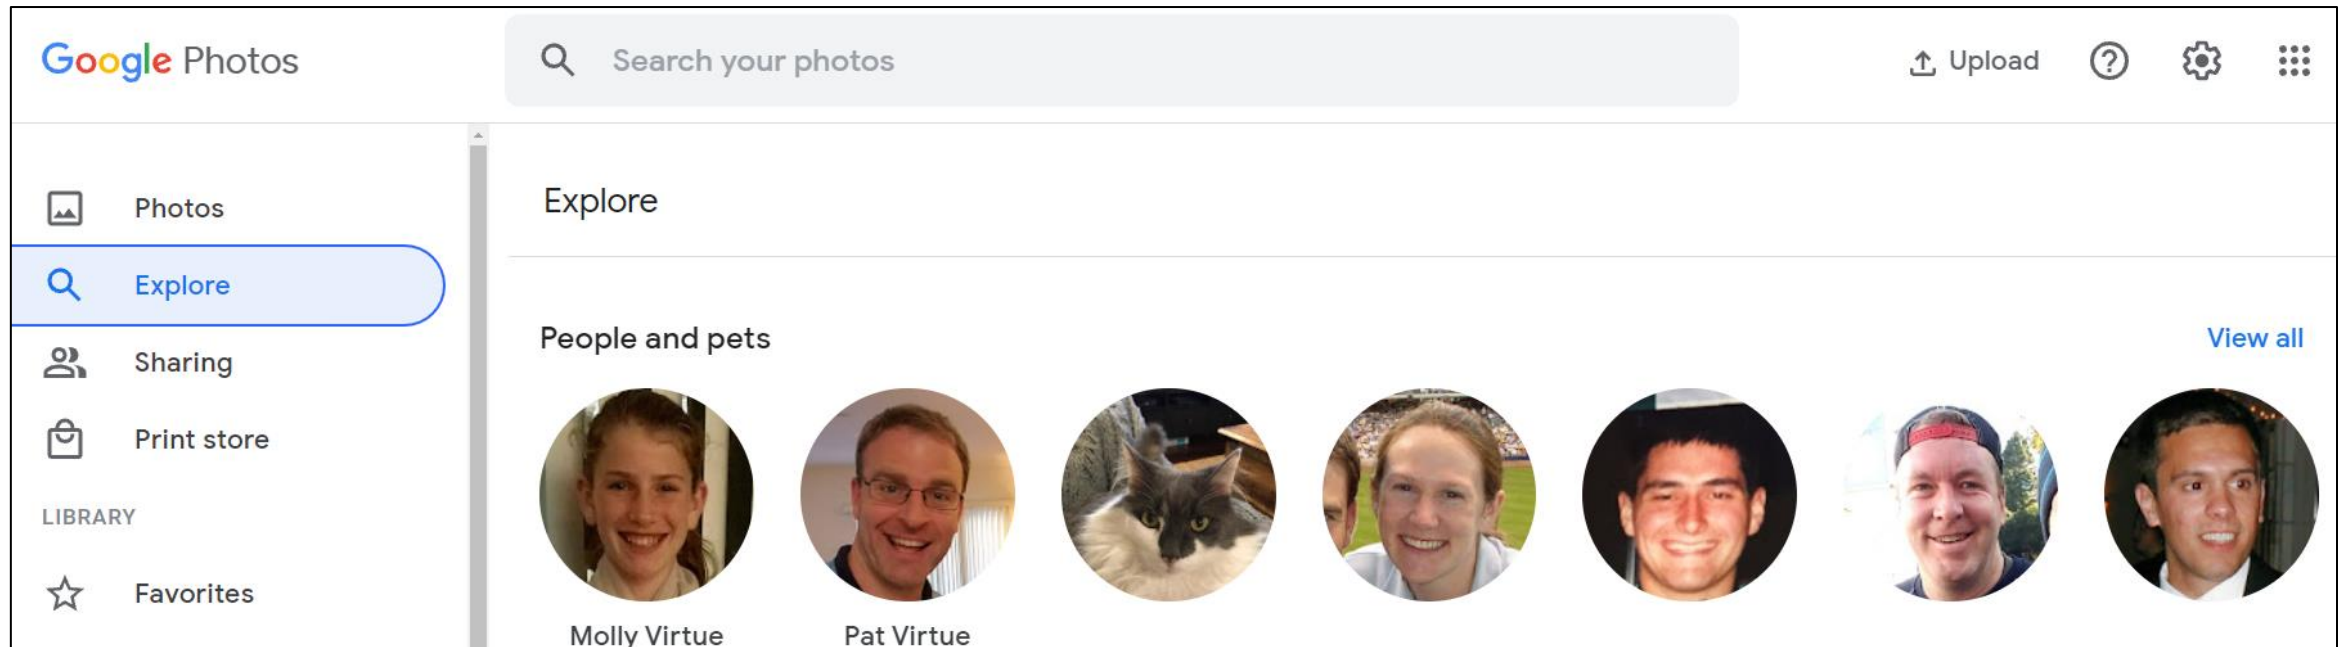 Google Photos
Search your photos
Upload
Photos
Explore
Sharing
Print store
LIBRARY
Favorites
Explore
People and pets
View all
Molly Virtue
Pat Virtue